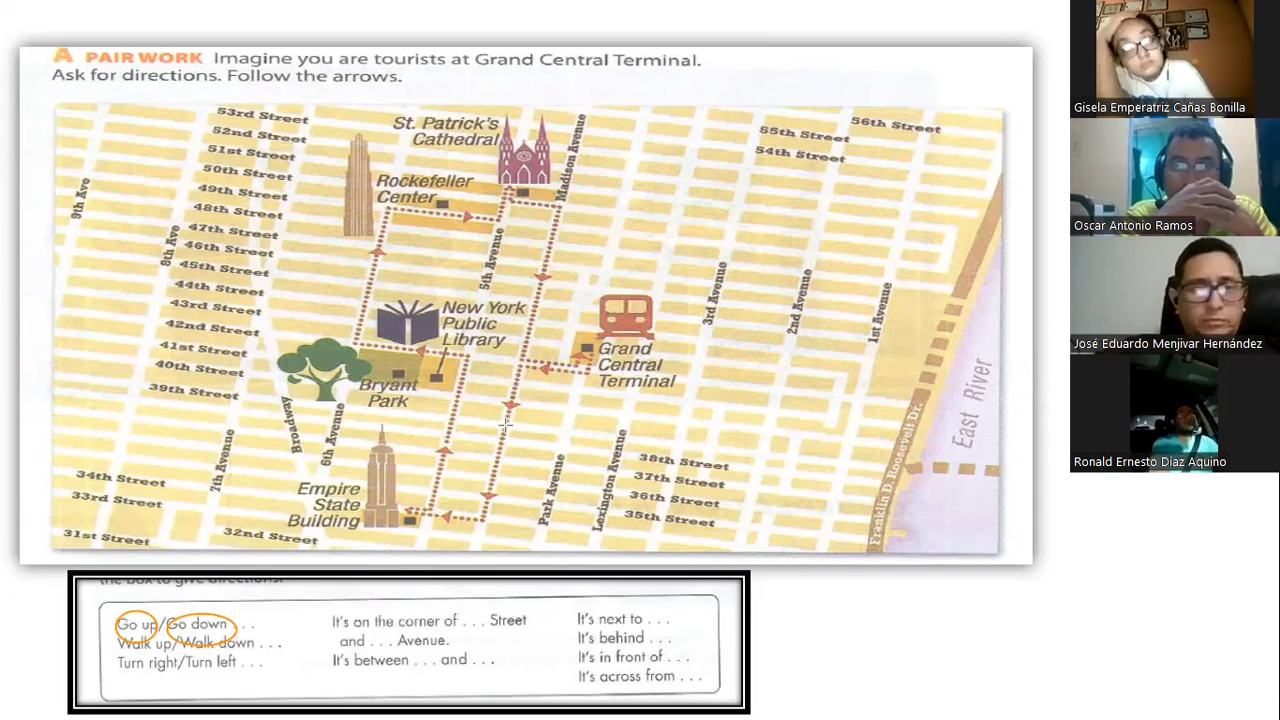 A PAIR WORK Imagine you are tourists at Grand Central Terminal.
Ask for directions. Follow the arrows.
53rd Street
52nd Street
51st Street
50th Street
49th Street
48th Street
47th Street
46th Street
45th Street
44th Street
43rd Street
42nd Street
41st Street
40th Street
39th Street
34th Street
33rd Street
31st Street
32nd Street
9th Ave
8th Ave
7th Avenue
Broadway
6th Avenue
St. Patrick's
Cathedral
Rockefeller
Center
5th Avenue
Madison Avenue
New York
Public
Library
Bryant
Park
Empire
State
Building
Grand
Central
Terminal
Park Avenue
Lexington Avenue
3rd Avenue
2nd Avenue
1st Avenue
56th Street
55th Street
54th Street
38th Street
37th Street
36th Street
35th Street
Franklin D. Roosevelt Dr.
East River
the box to give directions.
Go up/Go down . . .
Walk up/Walk down . . .
Turn right/Turn left . . .
It's on the corner of . . . Street
and . . . Avenue.
It's between . . . and . . .
It's next to . . .
It's behind . . .
It's in front of . . .
It's across from . . .
Gisela Emperatriz Cañas Bonilla
Oscar Antonio Ramos
José Eduardo Menjivar Hernández
Ronald Ernesto Diaz Aquino